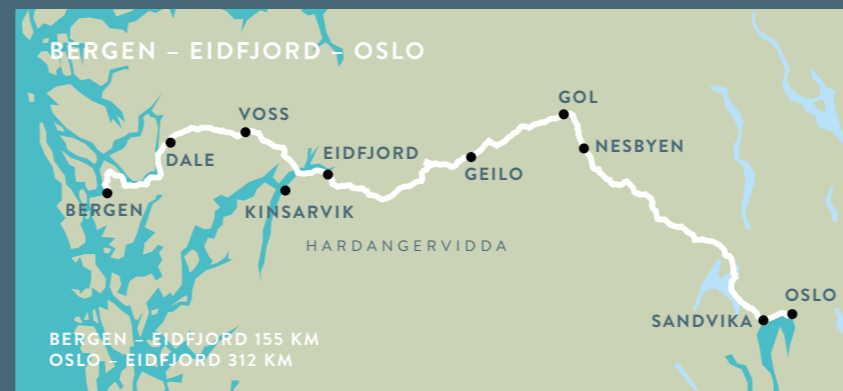 BERGEN – EIDFJORD – OSLO
GOL
VOSS
NESBYEN
EIDFJORD
DALE
GEILO
BERGEN
KINSARVIK
HARDANGERVIDDA
OSLO
SANDVIKA
BERGEN – EIDFJORD 155 KM
OSLO – EIDFJORD 312 KM